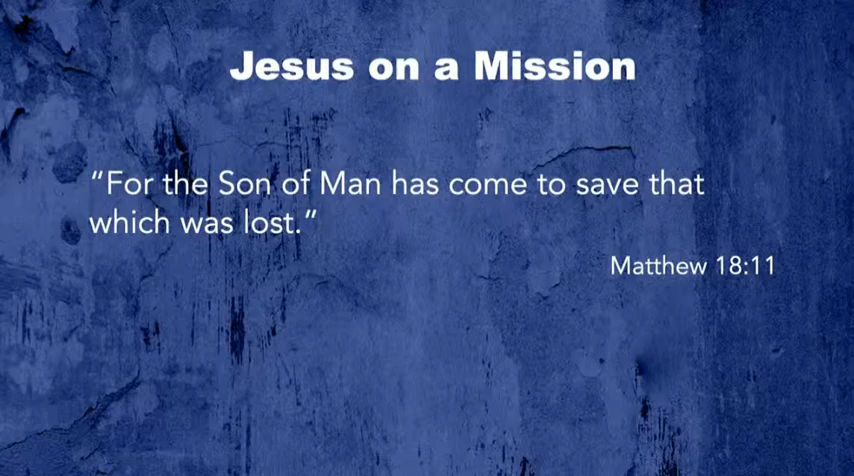 Jesus on a Mission
“For the Son of Man has come to save that
which was lost.”
Matthew 18:11